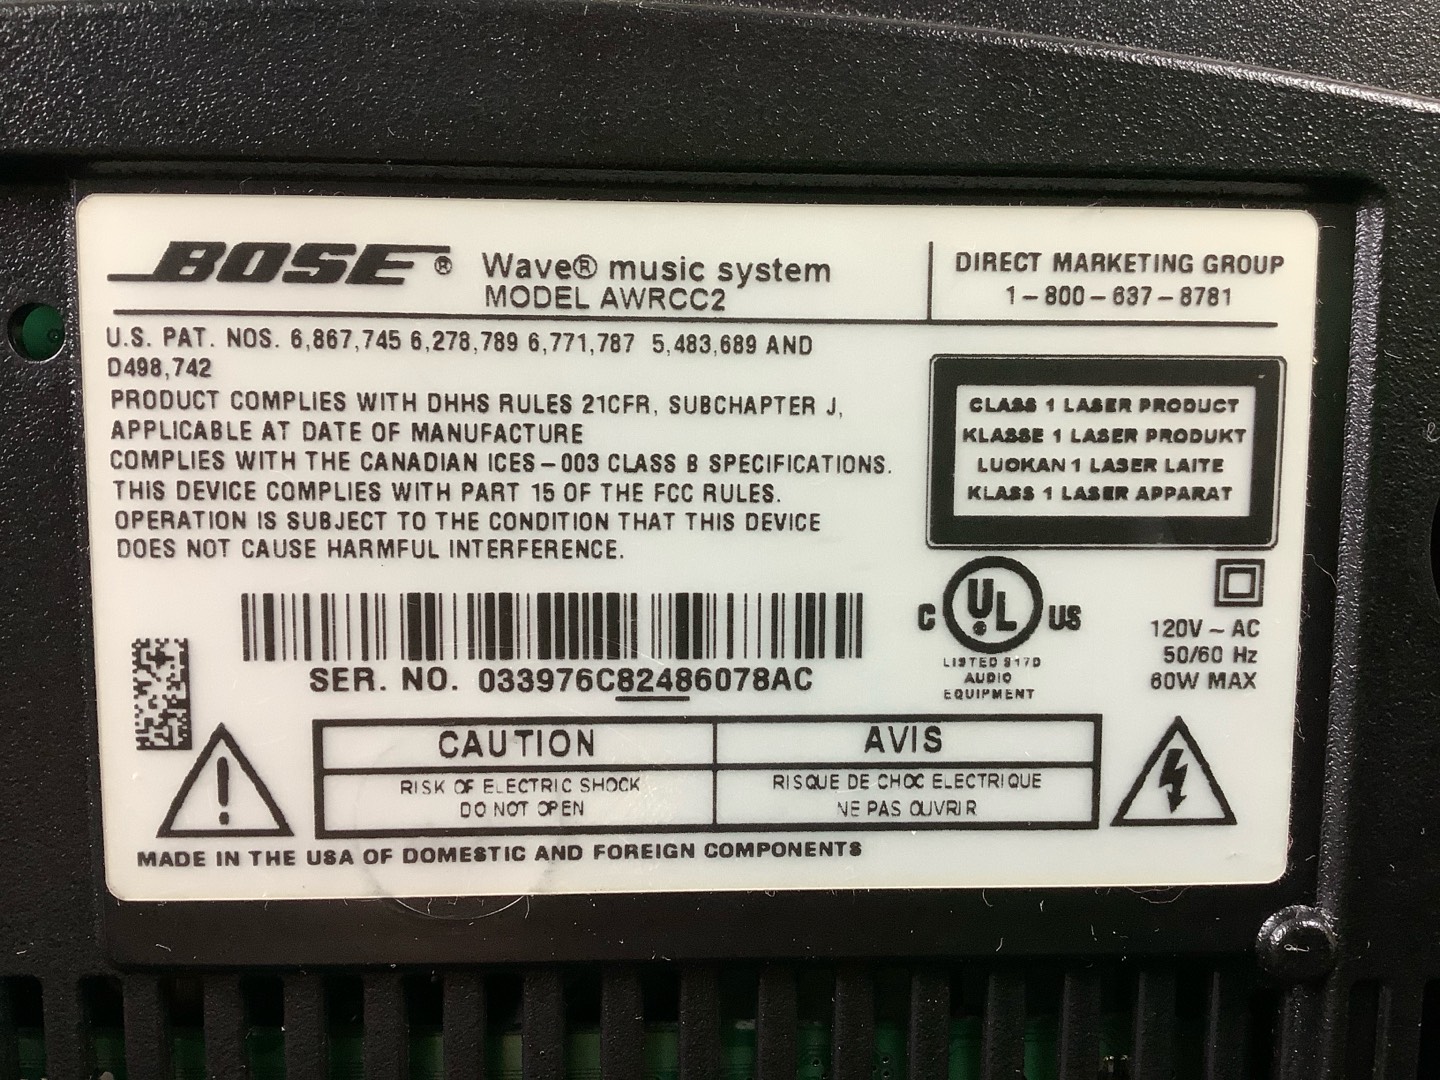 BOSE® Wave® music system
MODEL AWRCC2
DIRECT MARKETING GROUP
1-800-637-8781
U.S. PAT. NOS. 6,867,745 6,278,789 6,771,787 5,483,689 AND
D498,742
PRODUCT COMPLIES WITH DHHS RULES 21CFR, SUBCHAPTER J,
APPLICABLE AT DATE OF MANUFACTURE
COMPLIES WITH THE CANADIAN ICES-003 CLASS B SPECIFICATIONS.
THIS DEVICE COMPLIES WITH PART 15 OF THE FCC RULES.
OPERATION IS SUBJECT TO THE CONDITION THAT THIS DEVICE
DOES NOT CAUSE HARMFUL INTERFERENCE.
CLASS 1 LASER PRODUCT
KLASSE 1 LASER PRODUKT
LUOKAN 1 LASER LAITE
KLASS 1 LASER APPARAT
C UL US
LISTED 917D
AUDIO
EQUIPMENT
120V ~ AC
50/60 Hz
60W MAX
SER. NO. 033976C82486078AC
CAUTION
RISK OF ELECTRIC SHOCK
DO NOT OPEN
AVIS
RISQUE DE CHOC ELECTRIQUE
NE PAS OUVRIR
MADE IN THE USA OF DOMESTIC AND FOREIGN COMPONENTS